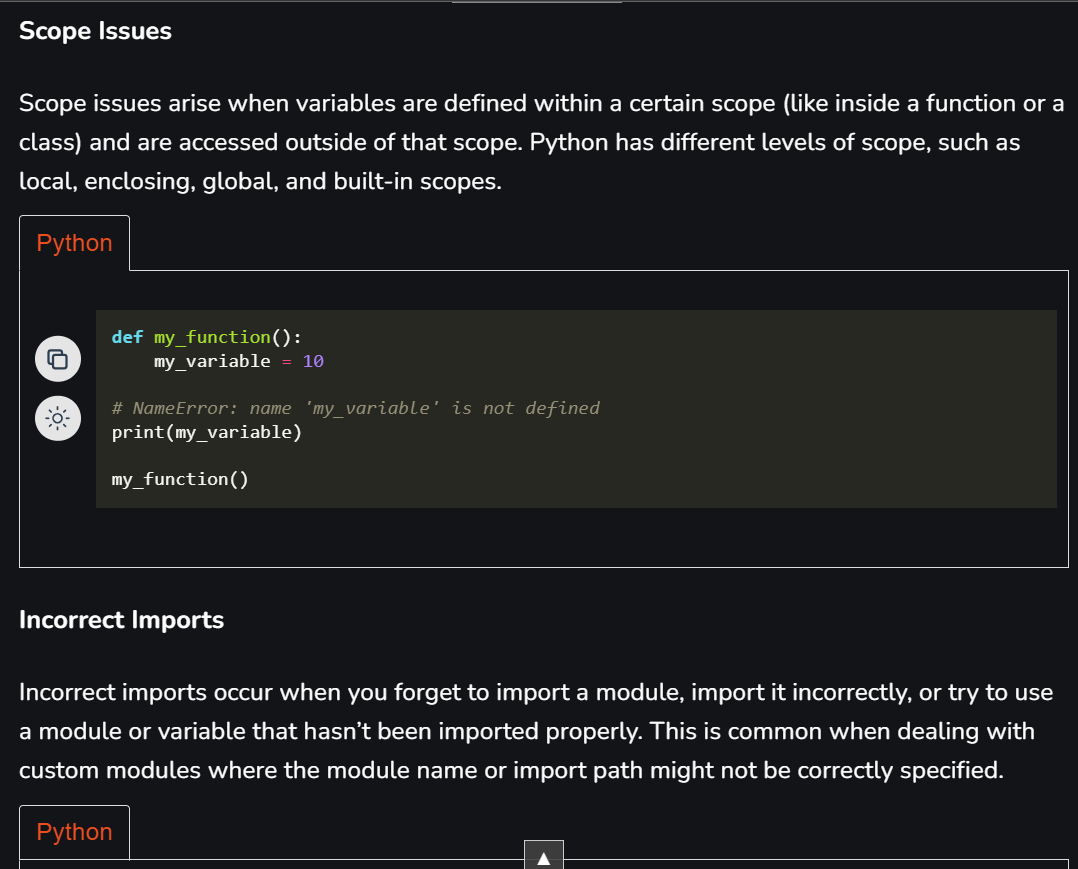 Scope Issues
Scope issues arise when variables are defined within a certain scope (like inside a function or a
class) and are accessed outside of that scope. Python has different levels of scope, such as
local, enclosing, global, and built-in scopes.
Python
def my_function():
    my_variable = 10
# NameError: name 'my_variable' is not defined
print(my_variable)
my_function()
Incorrect Imports
Incorrect imports occur when you forget to import a module, import it incorrectly, or try to use
a module or variable that hasn’t been imported properly. This is common when dealing with
custom modules where the module name or import path might not be correctly specified.
Python